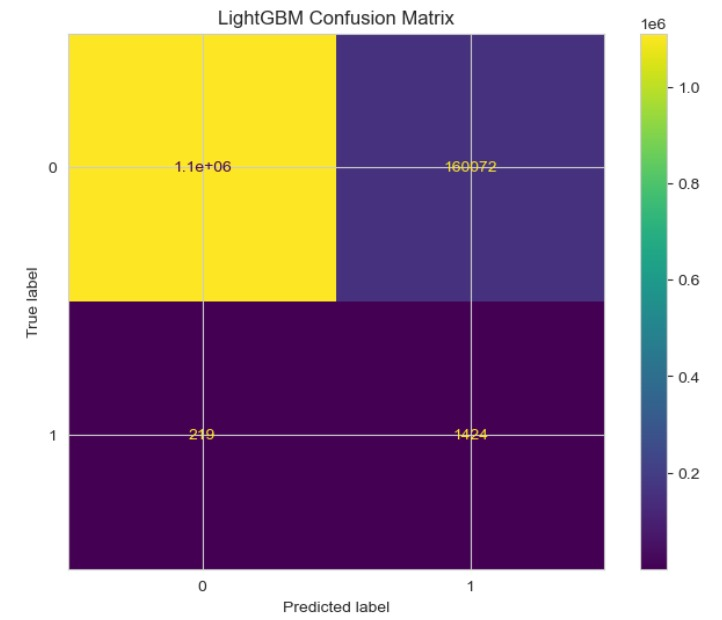 LightGBM Confusion Matrix
1e6
0
1.1e+06
160072
1.0
0.8
0.6
0.4
0.2
True label
1
219
1424
0
1
Predicted label